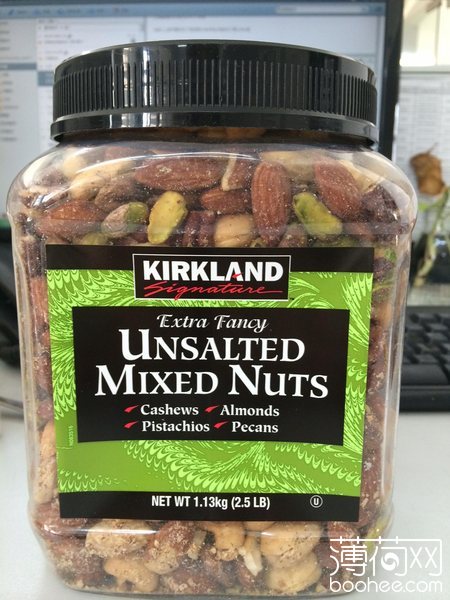 KIRKLAND
Signature
Extra Fancy
UNSALTED
MIXED NUTS
Cashews Almonds
Pistachios Pecans
NET WT 1.13kg (2.5 LB)
U
薄荷网
boohee.com